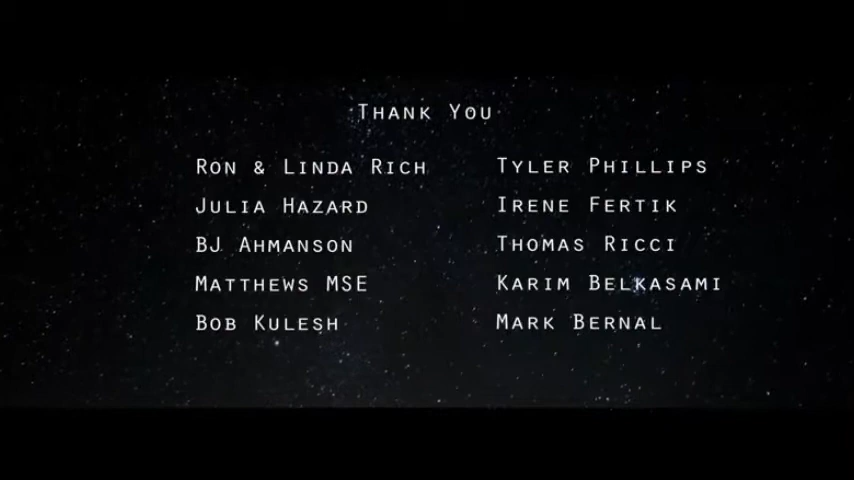 Thank You
Ron & Linda Rich
Julia Hazard
BJ Ahmanson
Matthews MSE
Bob Kulesh
Tyler Phillips
Irene Fertik
Thomas Ricci
Karim Belkasami
Mark Bernal